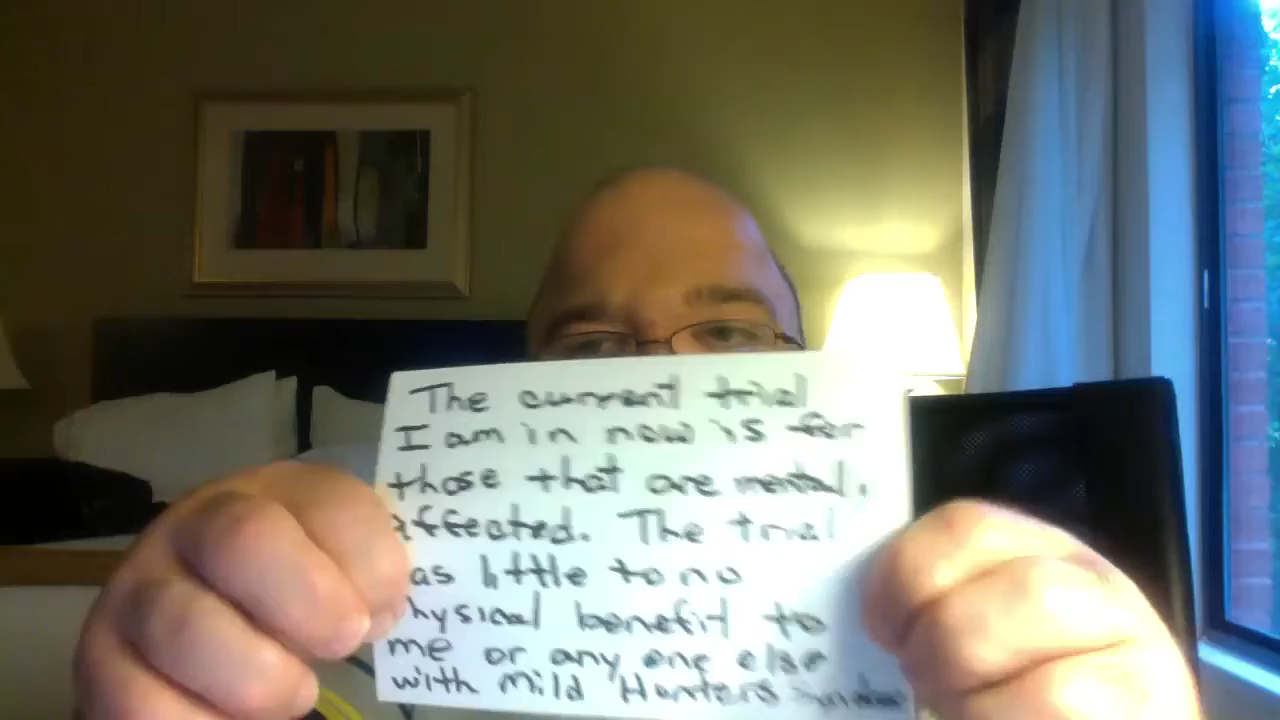 The current trial
I am in now is for
those that are mental.
affected. The trial
as little to no
hysical benefit to
me or any one else
with Mild Hunters